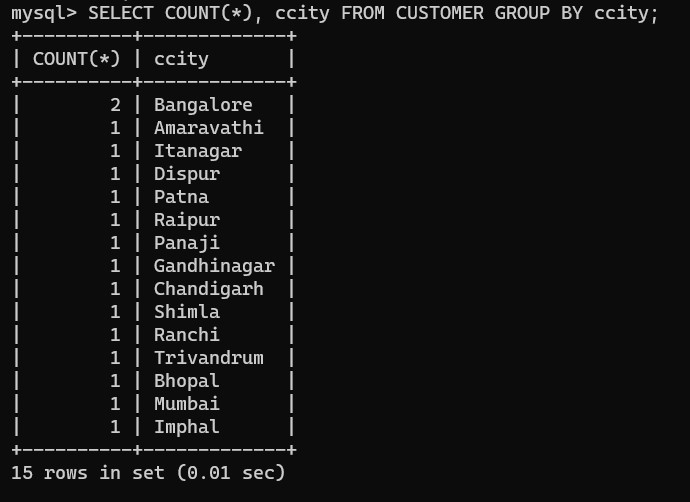 mysql> SELECT COUNT(*), ccity FROM CUSTOMER GROUP BY ccity;
+----------+-------------+
| COUNT(*) | ccity       |
+----------+-------------+
|        2 | Bangalore   |
|        1 | Amaravathi  |
|        1 | Itanagar    |
|        1 | Dispur      |
|        1 | Patna       |
|        1 | Raipur      |
|        1 | Panaji      |
|        1 | Gandhinagar |
|        1 | Chandigarh  |
|        1 | Shimla      |
|        1 | Ranchi      |
|        1 | Trivandrum  |
|        1 | Bhopal      |
|        1 | Mumbai      |
|        1 | Imphal      |
+----------+-------------+
15 rows in set (0.01 sec)